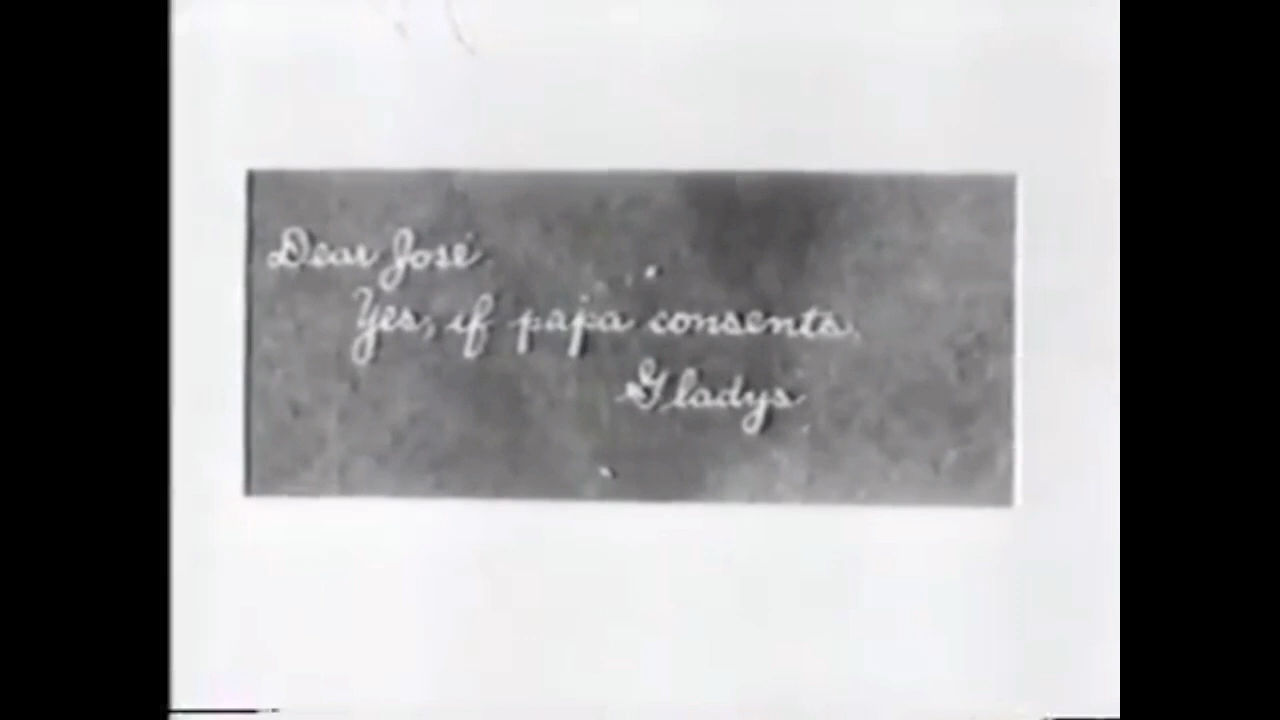 Dear José
Yes, if papa consents.
Gladys